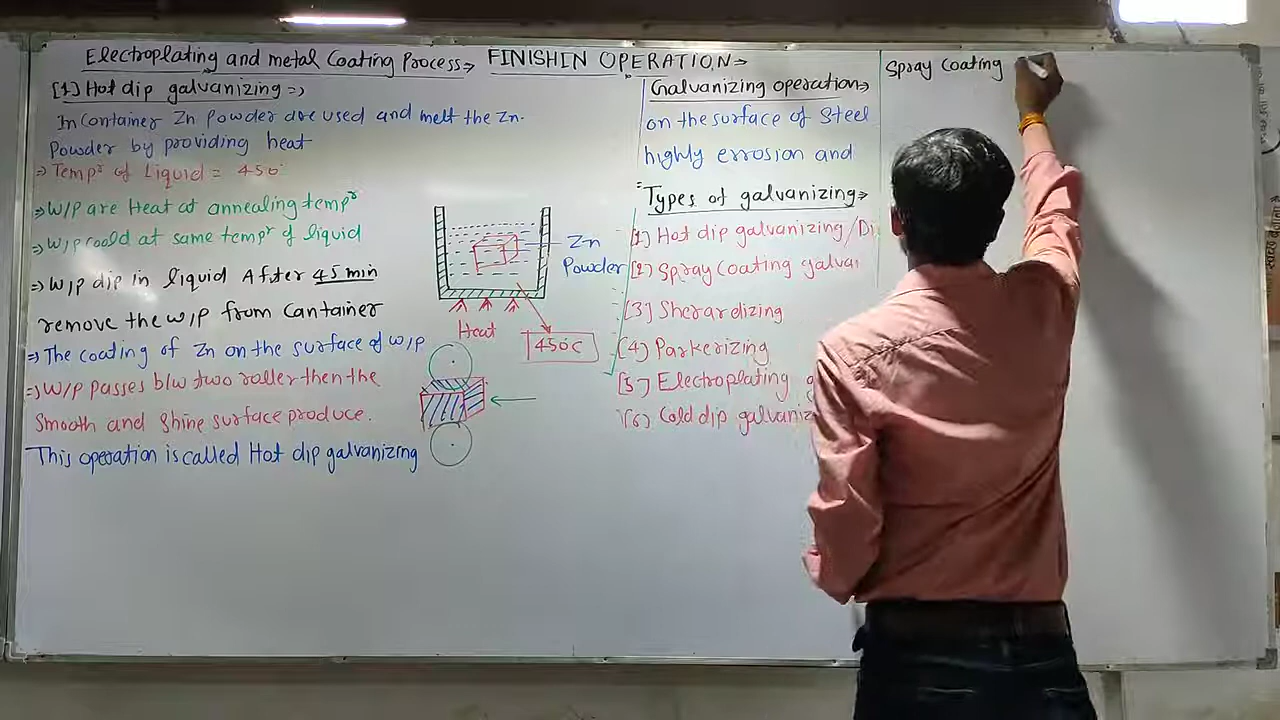 Electroplating and metal Coating Process⇒ FINISHIN OPERATION⇒
[1] Hot dip galvanizing =>
In Container Zn Powder are used and melt the Zn.
Powder by providing heat
⇒ Tempr of Liquid = 450°
⇒ W/P are Heat at annealing tempr
⇒ W/P Coold at same tempr of liquid
⇒ W/P dip in liquid After 45 min
remove the W/P from Cantainer
⇒ The coating of Zn on the surface of W/P
⇒ W/P Passes b/w two roller then the
Smooth and Shine surface produce.
This operation is called Hot dip galvanizing
Zn
Powder
Heat
450°C
Galvanizing operation⇒
on the surface of Steel
highly errosion and
Types of galvanizing⇒
[1] Hot dip galvanizing/Di
[2] Spray Coating galvai
[3] Sherardizing
[4] Parkerizing
[5] Electroplating g
[6] Cold dip galvaniz
Spray Coating